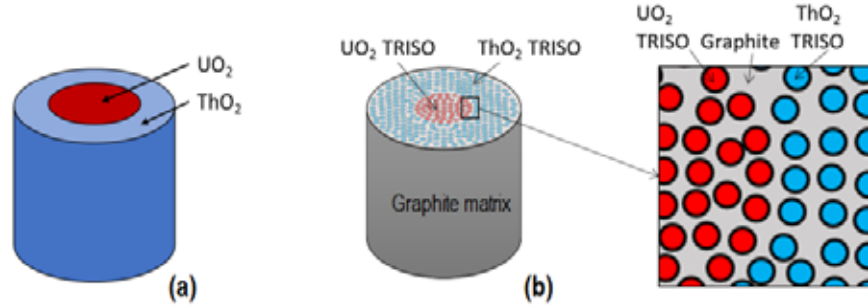 UO₂
ThO₂
(a)
UO₂ TRISO
ThO₂ TRISO
Graphite matrix
(b)
UO₂
TRISO
Graphite
ThO₂
TRISO